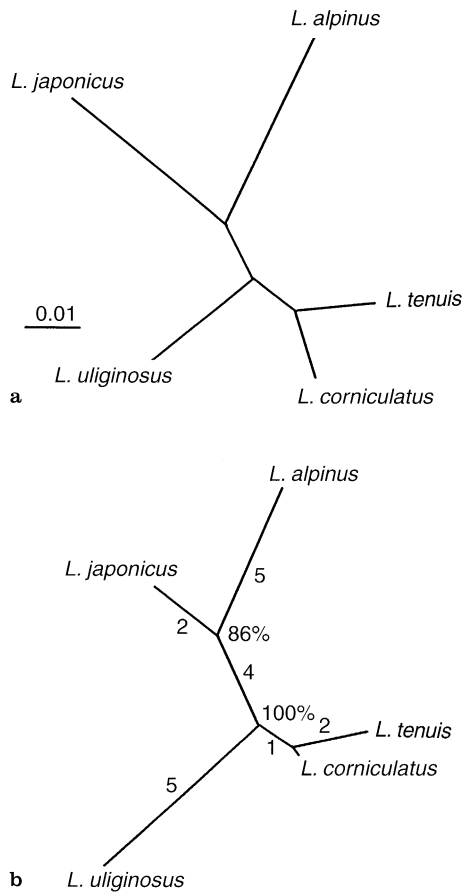 L. alpinus
L. japonicus
L. tenuis
0.01
L. uliginosus
L. corniculatus
a
L. alpinus
L. japonicus
5
2
86%
4
100%
2
L. tenuis
1
L. corniculatus
5
L. uliginosus
b